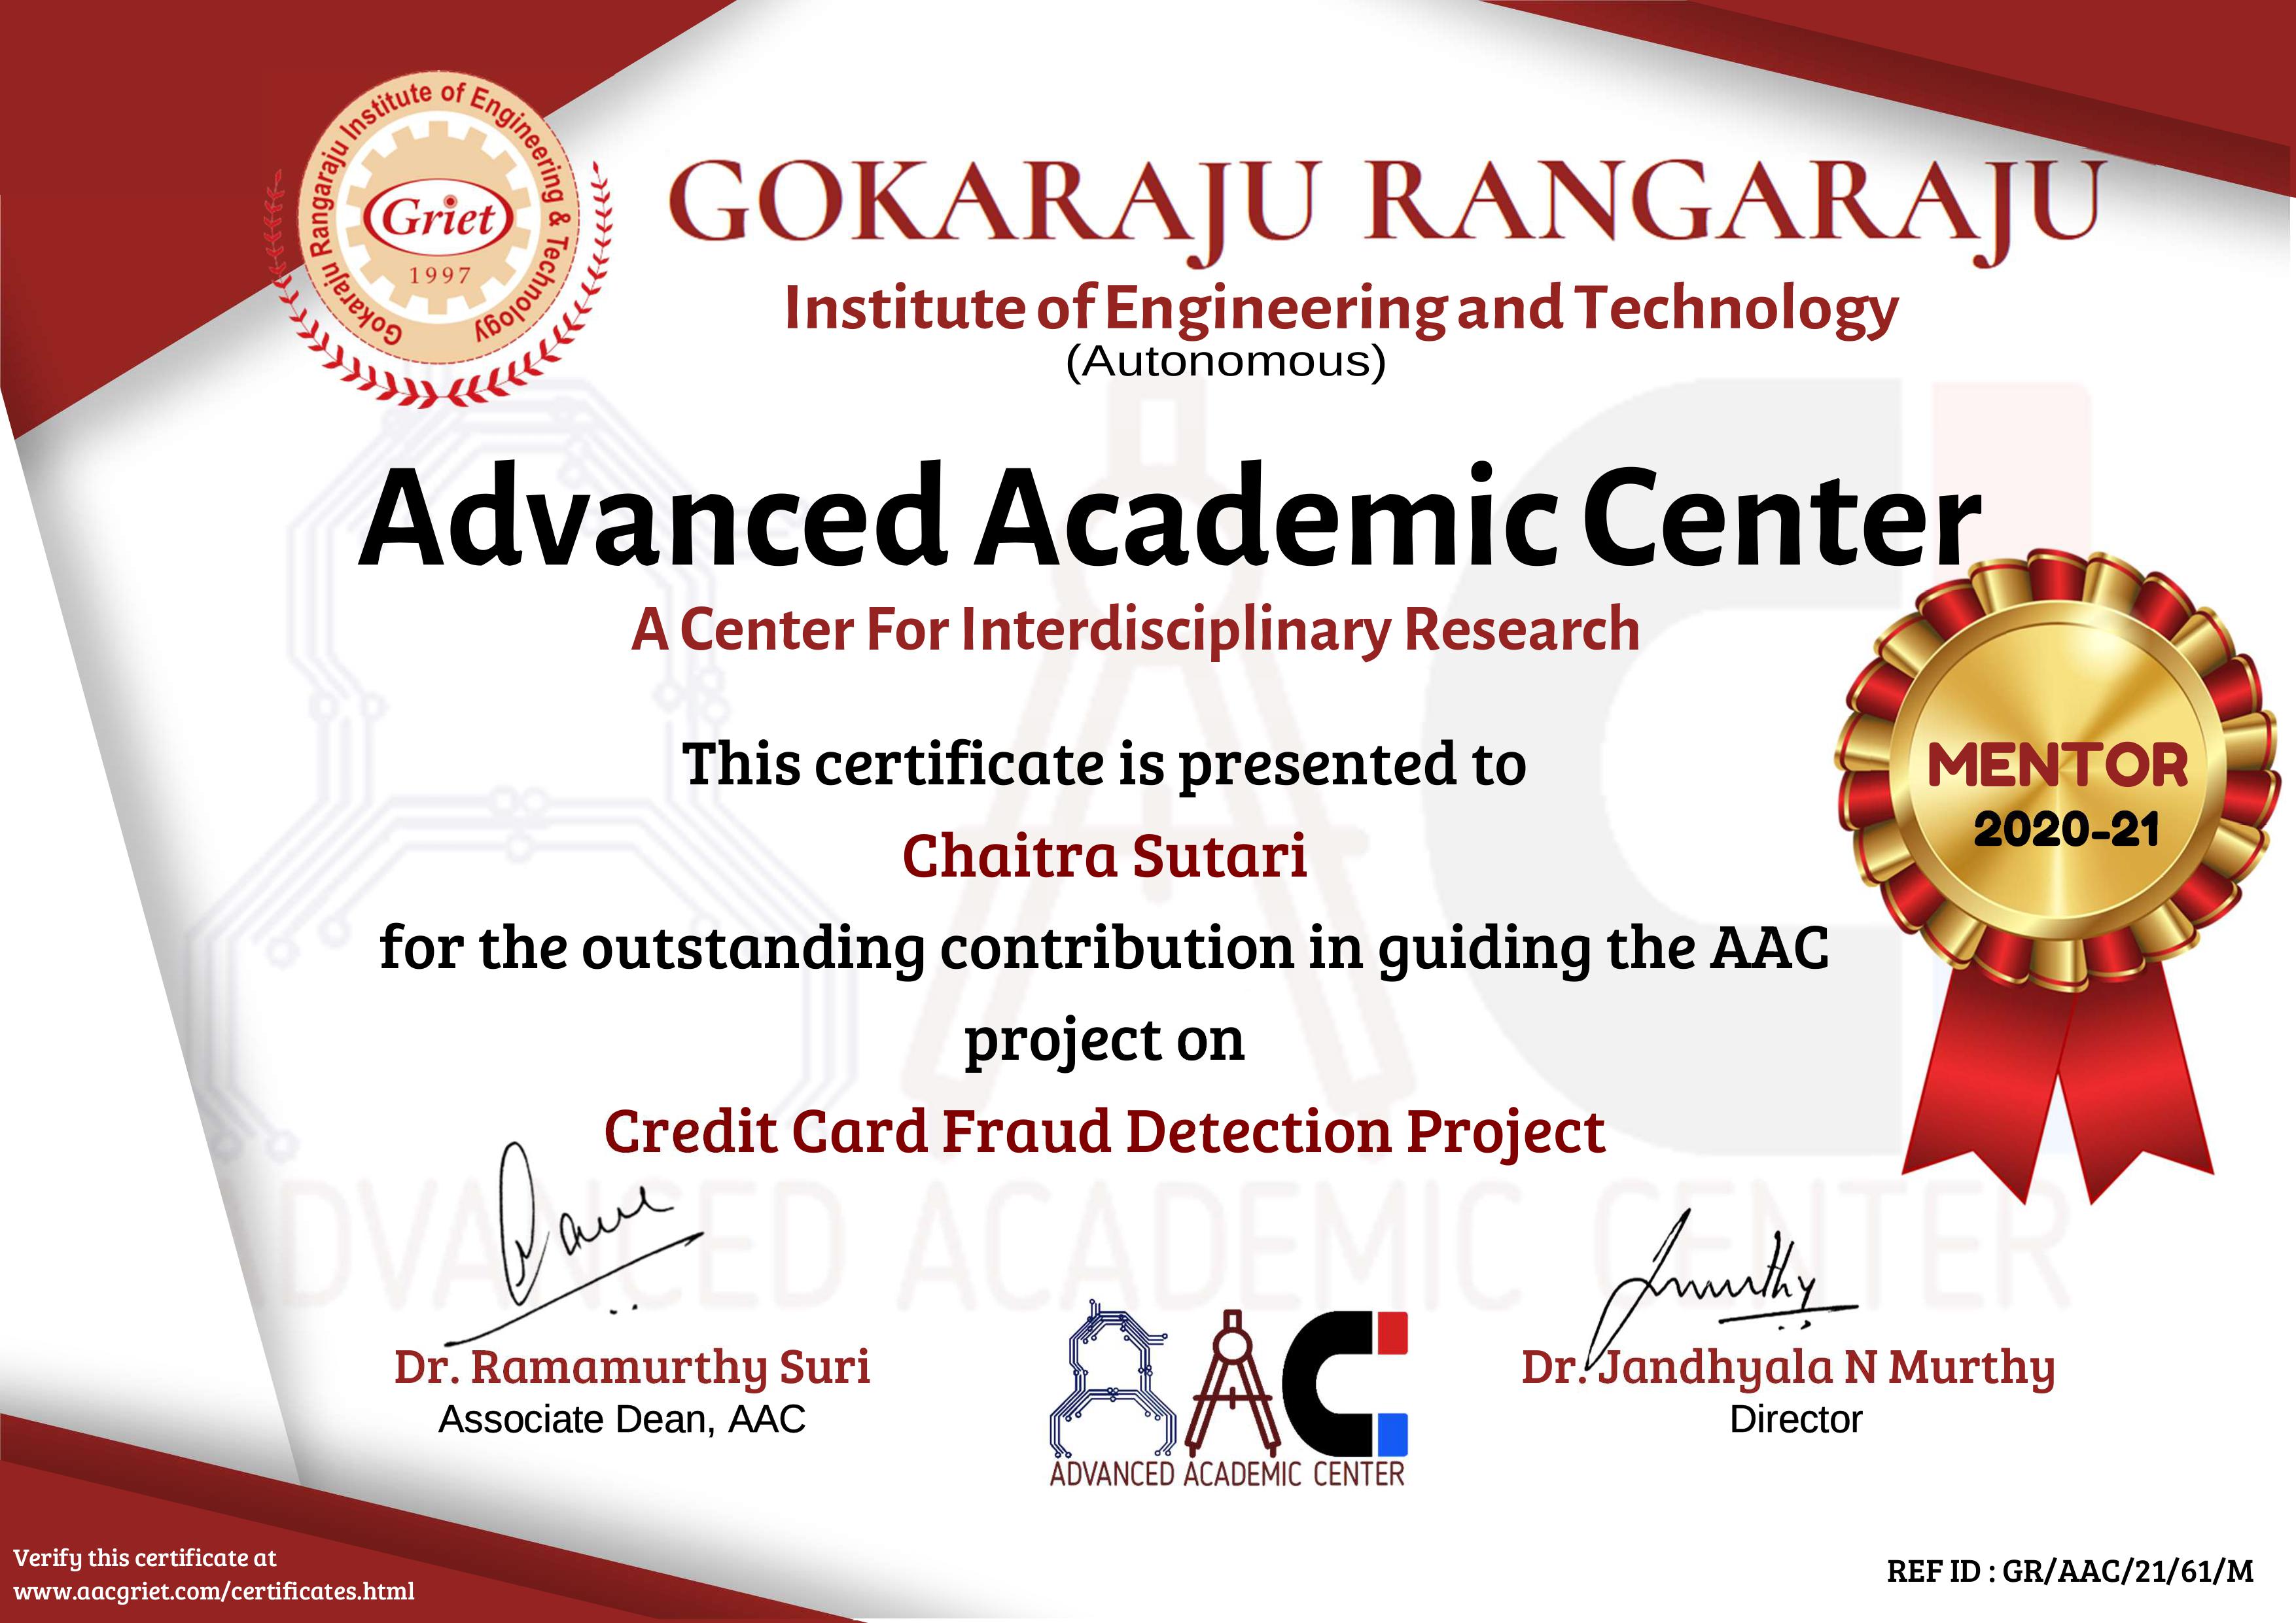 Gokaraju Rangaraju Institute of Engineering & Technology
Griet
1997
GOKARAJU RANGARAJU
Institute of Engineering and Technology
(Autonomous)
Advanced Academic Center
A Center For Interdisciplinary Research
This certificate is presented to
Chaitra Sutari
for the outstanding contribution in guiding the AAC
project on
Credit Card Fraud Detection Project
MENTOR
2020-21
ADVANCED ACADEMIC CENTER
Dr. Ramamurthy Suri
Associate Dean, AAC
AAC
ADVANCED ACADEMIC CENTER
Dr. Jandhyala N Murthy
Director
Verify this certificate at
www.aacgriet.com/certificates.html
REF ID : GR/AAC/21/61/M